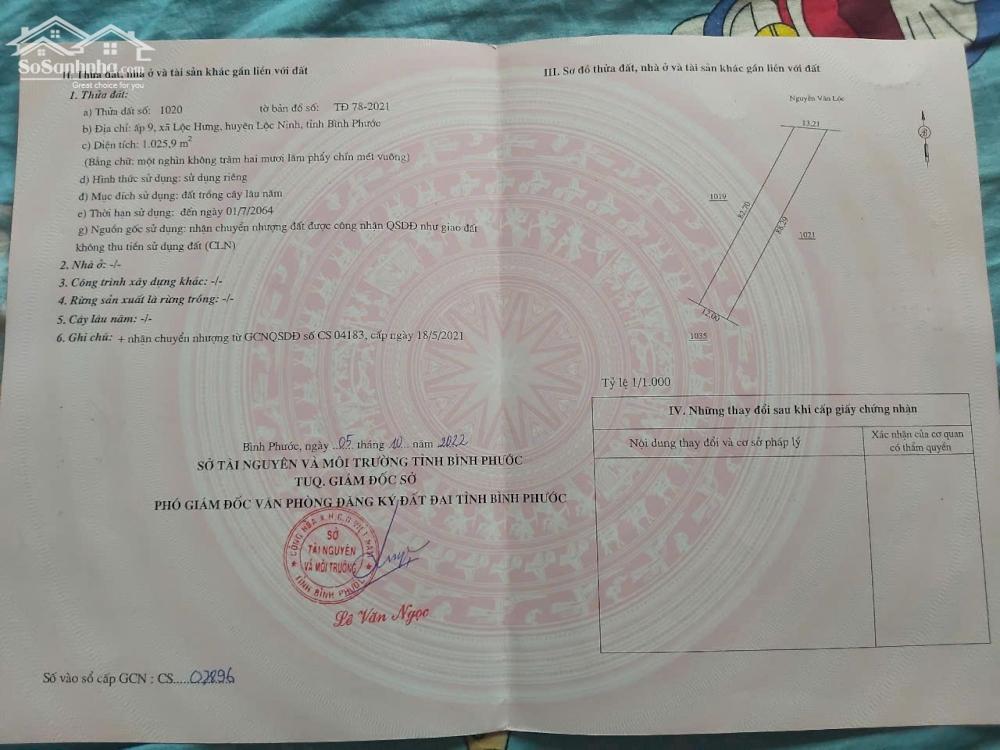 SoSanhnha.com
Great choice for you
II. Thửa đất, nhà ở và tài sản khác gắn liền với đất
1. Thửa đất:
a) Thửa đất số: 1020 tờ bản đồ số: TĐ 78-2021
b) Địa chỉ: ấp 9, xã Lộc Hưng, huyện Lộc Ninh, tỉnh Bình Phước
c) Diện tích: 1.025,9 m²
(Bằng chữ: một nghìn không trăm hai mươi lăm phẩy chín mét vuông)
d) Hình thức sử dụng: sử dụng riêng
đ) Mục đích sử dụng: đất trồng cây lâu năm
e) Thời hạn sử dụng: đến ngày 01/7/2064
g) Nguồn gốc sử dụng: nhận chuyển nhượng đất được công nhận QSDĐ như giao đất
không thu tiền sử dụng đất (CLN)
2. Nhà ở: -/-
3. Công trình xây dựng khác: -/-
4. Rừng sản xuất là rừng trồng: -/-
5. Cây lâu năm: -/-
6. Ghi chú: + nhận chuyển nhượng từ GCNQSDĐ số CS 04183, cấp ngày 18/5/2021
Bình Phước, ngày ..05.. tháng ..10... năm ..2022
SỞ TÀI NGUYÊN VÀ MÔI TRƯỜNG TỈNH BÌNH PHƯỚC
TUQ. GIÁM ĐỐC SỞ
PHÓ GIÁM ĐỐC VĂN PHÒNG ĐĂNG KÝ ĐẤT ĐAI TỈNH BÌNH PHƯỚC
CỘNG HÒA X.H.C.N VIỆT NAM
SỞ
TÀI NGUYÊN
VÀ MÔI TRƯỜNG
TỈNH BÌNH PHƯỚC
Lê Văn Ngọc
Số vào sổ cấp GCN : CS.....07896
III. Sơ đồ thửa đất, nhà ở và tài sản khác gắn liền với đất
Nguyễn Văn Lộc
13.21
1019
82.70
88.29
1021
12.00
1035
Tỷ lệ 1/1.000
IV. Những thay đổi sau khi cấp giấy chứng nhận
Nội dung thay đổi và cơ sở pháp lý
Xác nhận của cơ quan
có thẩm quyền